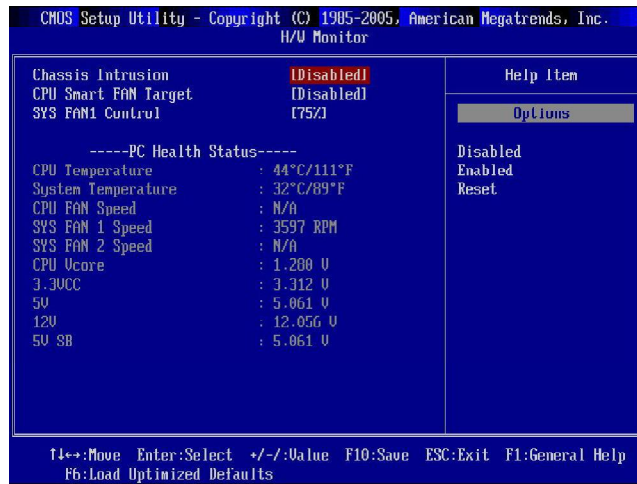 CMOS Setup Utility - Copyright (C) 1985-2005, American Megatrends, Inc.
H/W Monitor
Chassis Intrusion [Disabled]
CPU Smart FAN Target [Disabled]
SYS FAN1 Control [75%]
-----PC Health Status-----
CPU Temperature : 44°C/111°F
System Temperature : 32°C/89°F
CPU FAN Speed : N/A
SYS FAN 1 Speed : 3597 RPM
SYS FAN 2 Speed : N/A
CPU Vcore : 1.280 V
3.3VCC : 3.312 V
5V : 5.061 V
12V : 12.056 V
5V SB : 5.061 V
Help Item
Options
Disabled
Enabled
Reset
↑↓←→:Move Enter:Select +/-/:Value F10:Save ESC:Exit F1:General Help
F6:Load Optimized Defaults